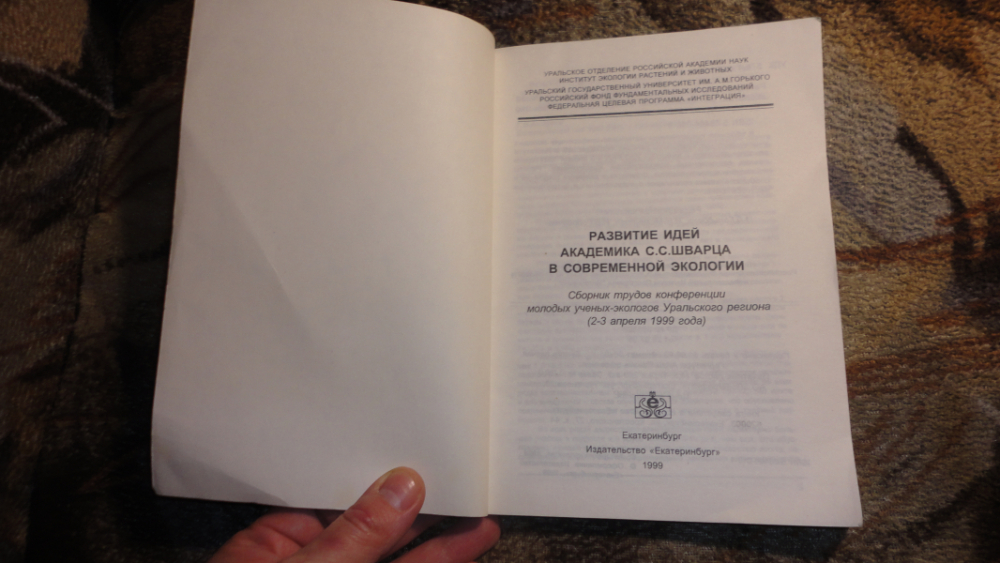 УРАЛЬСКОЕ ОТДЕЛЕНИЕ РОССИЙСКОЙ АКАДЕМИИ НАУК
ИНСТИТУТ ЭКОЛОГИИ РАСТЕНИЙ И ЖИВОТНЫХ
УРАЛЬСКИЙ ГОСУДАРСТВЕННЫЙ УНИВЕРСИТЕТ ИМ. А.М.ГОРЬКОГО
РОССИЙСКИЙ ФОНД ФУНДАМЕНТАЛЬНЫХ ИССЛЕДОВАНИЙ
ФЕДЕРАЛЬНАЯ ЦЕЛЕВАЯ ПРОГРАММА «ИНТЕГРАЦИЯ»
РАЗВИТИЕ ИДЕЙ
АКАДЕМИКА С.С.ШВАРЦА
В СОВРЕМЕННОЙ ЭКОЛОГИИ
Сборник трудов конференции
молодых ученых-экологов Уральского региона
(2-3 апреля 1999 года)
Екатеринбург
Издательство «Екатеринбург»
1999